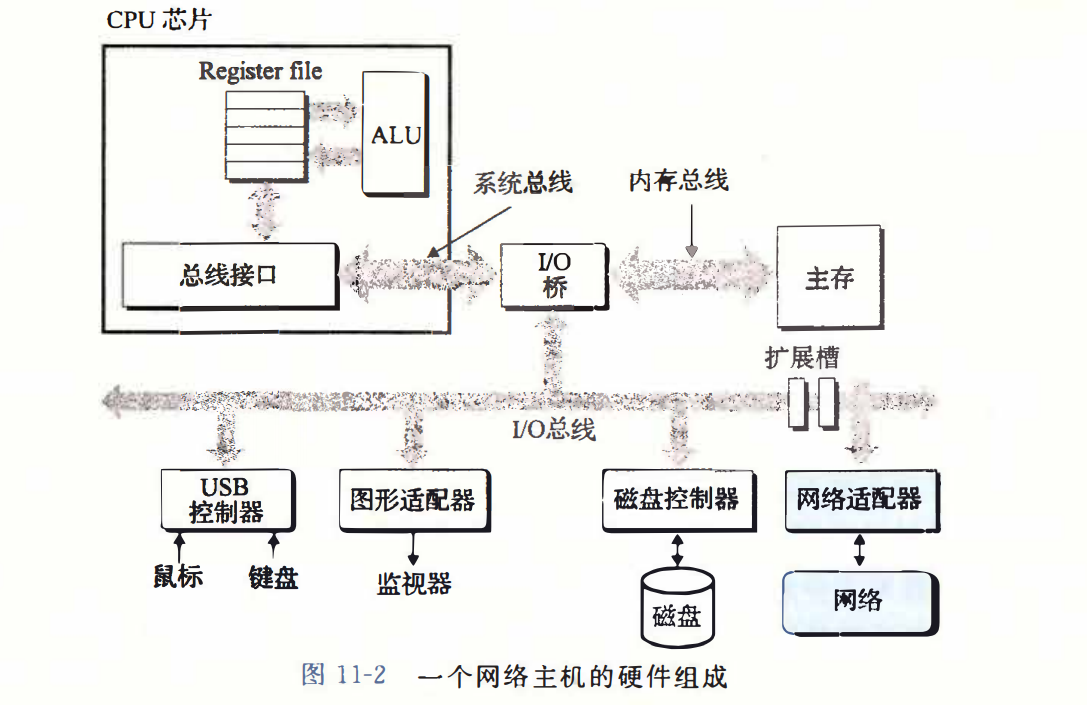 CPU 芯片
Register file
ALU
系统总线
内存总线
总线接口
I/O
桥
主存
扩展槽
I/O总线
USB
控制器
图形适配器
磁盘控制器
网络适配器
鼠标
键盘
监视器
磁盘
网络
图 11-2 一个网络主机的硬件组成